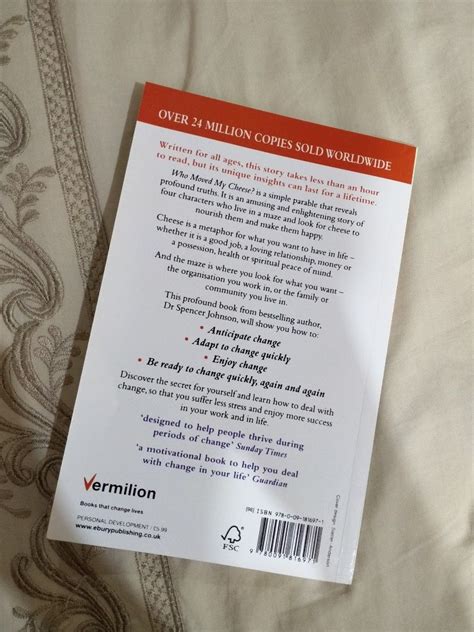 OVER 24 MILLION COPIES SOLD WORLDWIDE
Written for all ages, this story takes less than an hour
to read, but its unique insights can last for a lifetime.
Who Moved My Cheese? is a simple parable that reveals
profound truths. It is an amusing and enlightening story of
four characters who live in a maze and look for cheese to
nourish them and make them happy.
Cheese is a metaphor for what you want to have in life –
whether it is a good job, a loving relationship, money or
a possession, health or spiritual peace of mind.
And the maze is where you look for what you want –
the organisation you work in, or the family or
community you live in.
This profound book from bestselling author,
Dr Spencer Johnson, will show you how to:
• Anticipate change
• Adapt to change quickly
• Enjoy change
• Be ready to change quickly, again and again
Discover the secret for yourself and learn how to deal with
change, so that you suffer less stress and enjoy more success
in your work and in life.
'designed to help people thrive during
periods of change' Sunday Times
'a motivational book to help you deal
with change in your life' Guardian
Vermilion
Books that change lives
PERSONAL DEVELOPMENT / £5.99
www.eburypublishing.co.uk
FSC
ISBN 978-0-09-181697-1